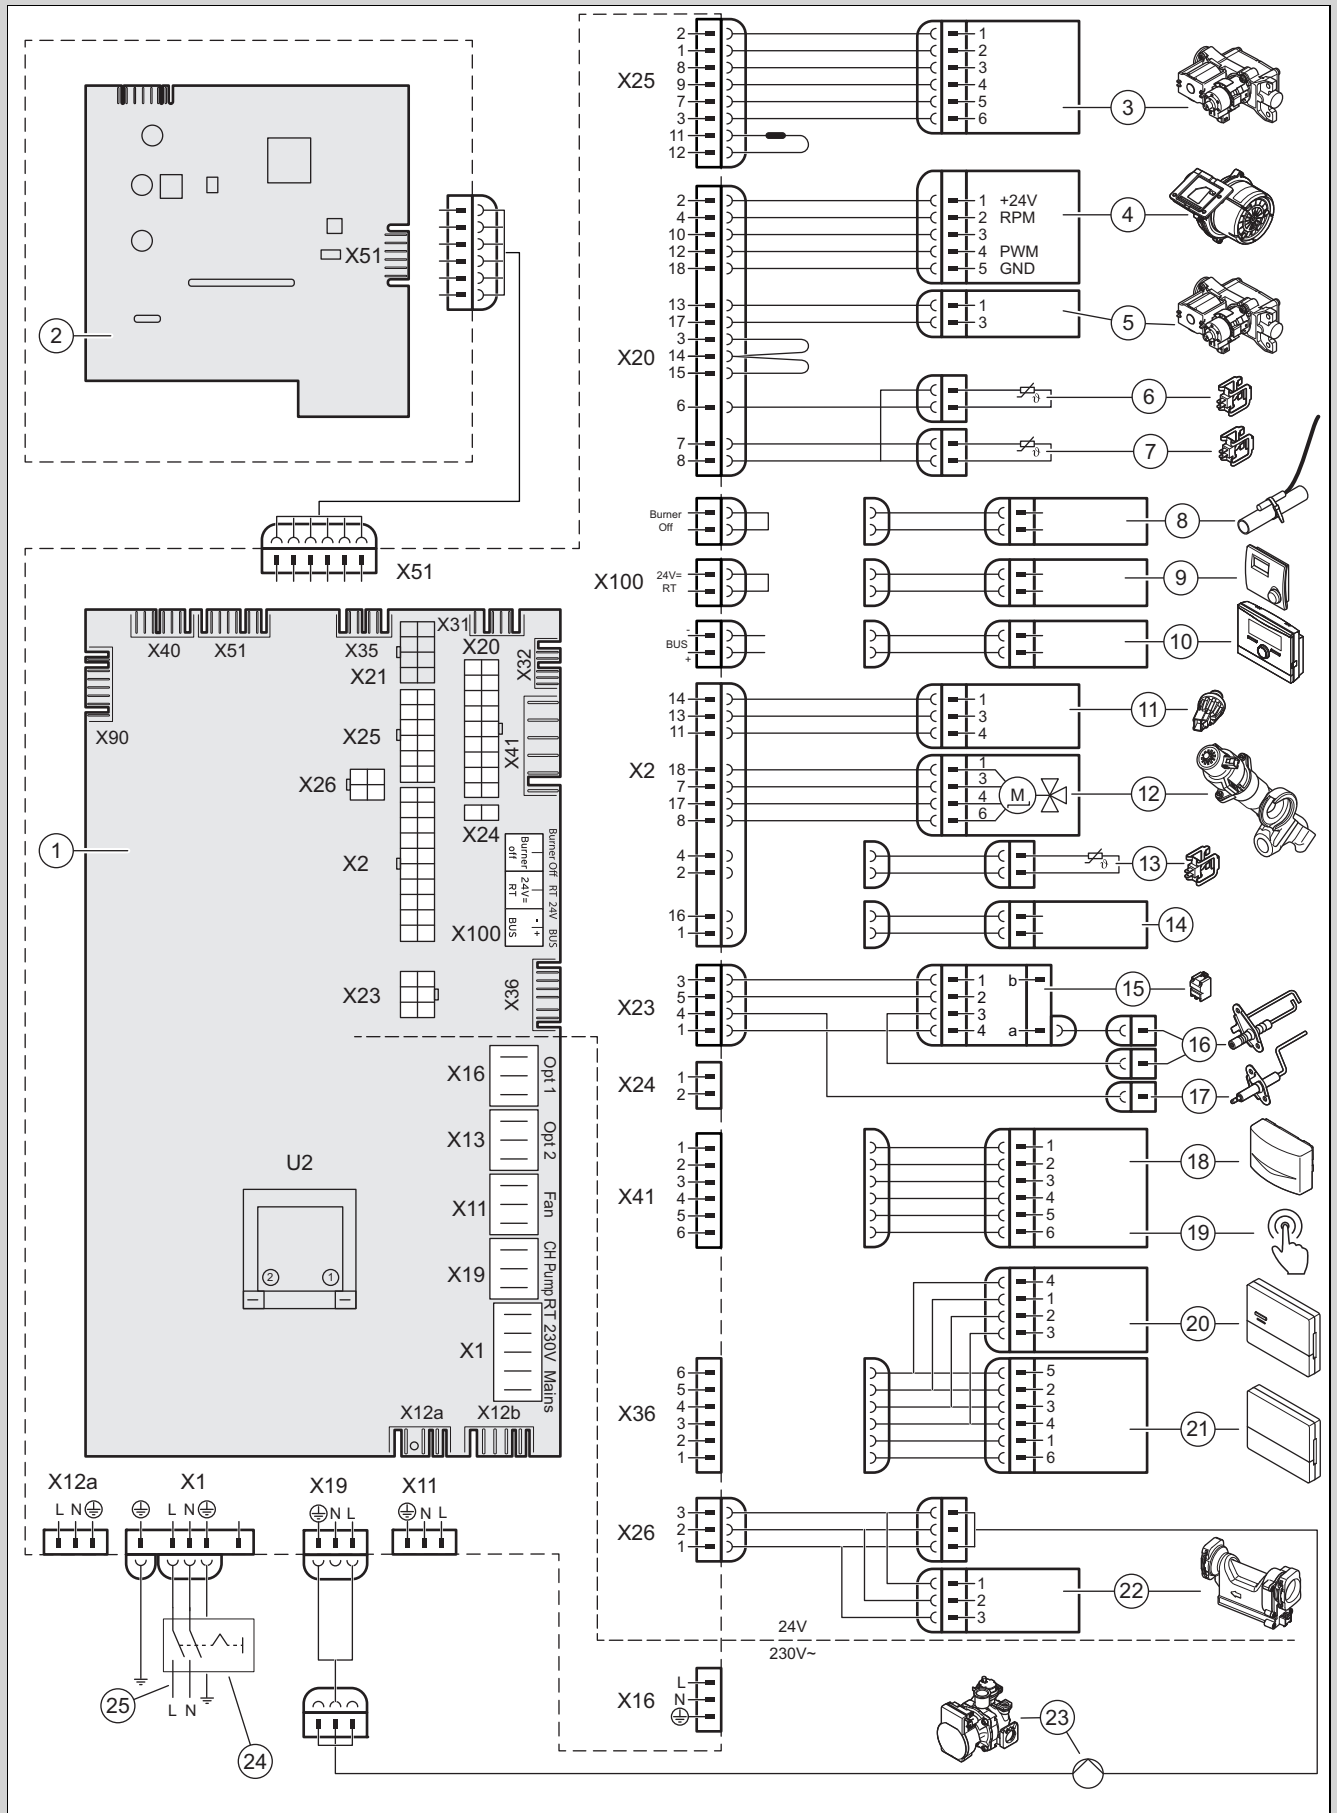 X51
2
X51
X25
2
1
8
9
7
3
11
12
1
2
3
4
5
6
3
X20
2
4
10
12
18
13
17
3
14
15
6
7
8
1 +24V
2 RPM
3
4 PWM
5 GND
4
1
3
5
ϑ
6
ϑ
7
Burner
Off
8
X100
24V=
RT
9
-
BUS
+
10
X2
14
13
11
18
7
17
8
4
2
16
1
1
3
4
11
1
3
4
6
M
12
ϑ
13
14
X23
3
5
4
1
1
2
3
4
b
a
15
16
17
X24
1
2
X41
1
2
3
4
5
6
1
2
3
4
5
6
18
19
4
1
2
3
20
X36
6
5
4
3
2
1
5
2
3
4
1
6
21
X26
3
2
1
1
2
3
22
24V
230V~
X16
L
N
23
X40
X51
X35
X31
X21
X20
X32
X90
X25
X41
X26
X24
X2
1
Burner
off
24V=
RT
BUS
- +
Burner Off RT 24V BUS
X100
X23
X36
X16
Opt 1
X13
Opt 2
X11
Fan
X19
CH Pump
X1
RT 230V Mains
U2
2
1
X12a
X12b
X12a
L N
X1
L N
X19
N L
X11
N L
25
L N
24